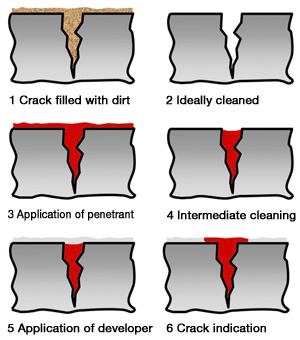 1 Crack filled with dirt
2 Ideally cleaned
3 Application of penetrant
4 Intermediate cleaning
5 Application of developer
6 Crack indication